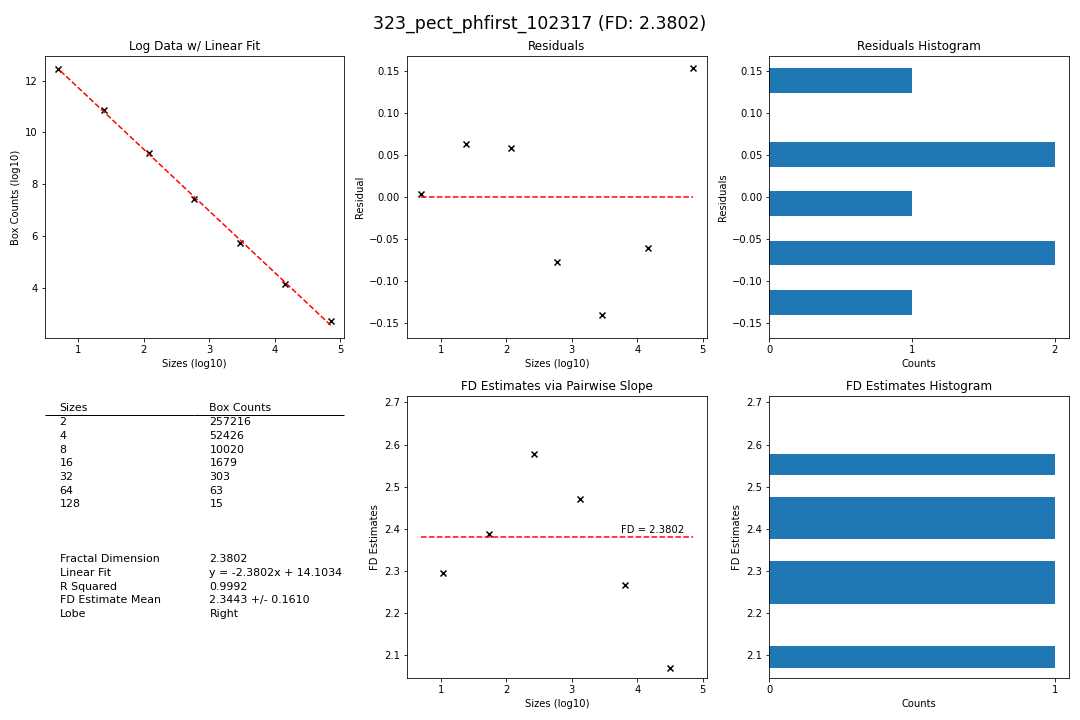 323_pect_phfirst_102317 (FD: 2.3802)
Log Data w/ Linear Fit
12
10
8
6
4
Box Counts (log10)
1 2 3 4 5
Sizes (log10)
Residuals
0.15
0.10
0.05
0.00
−0.05
−0.10
−0.15
Residual
1 2 3 4 5
Sizes (log10)
Residuals Histogram
0.15
0.10
0.05
0.00
−0.05
−0.10
−0.15
Residuals
0 1 2
Counts
Sizes Box Counts
2 257216
4 52426
8 10020
16 1679
32 303
64 63
128 15
Fractal Dimension 2.3802
Linear Fit y = -2.3802x + 14.1034
R Squared 0.9992
FD Estimate Mean 2.3443 +/- 0.1610
Lobe Right
FD Estimates via Pairwise Slope
2.7
2.6
2.5
2.4
2.3
2.2
2.1
FD Estimates
FD = 2.3802
1 2 3 4 5
Sizes (log10)
FD Estimates Histogram
2.7
2.6
2.5
2.4
2.3
2.2
2.1
FD Estimates
0 1
Counts